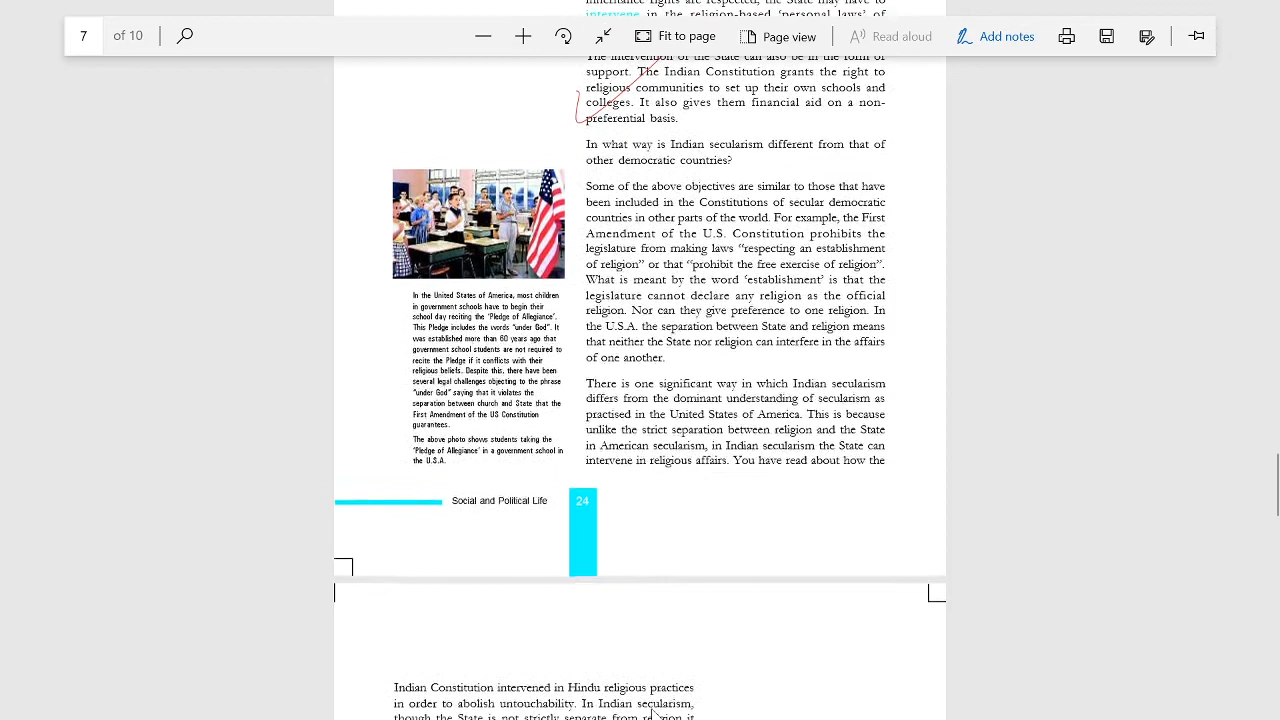 inheritance rights are respected, the State may have to
intervene in the religion-based 'personal laws' of
7 of 10
Fit to page
Page view
Read aloud
Add notes
The intervention of the State can also be in the form of
support. The Indian Constitution grants the right to
religious communities to set up their own schools and
colleges. It also gives them financial aid on a non-
preferential basis.
In what way is Indian secularism different from that of
other democratic countries?
Some of the above objectives are similar to those that have
been included in the Constitutions of secular democratic
countries in other parts of the world. For example, the First
Amendment of the U.S. Constitution prohibits the
legislature from making laws “respecting an establishment
of religion” or that “prohibit the free exercise of religion”.
What is meant by the word ‘establishment’ is that the
legislature cannot declare any religion as the official
religion. Nor can they give preference to one religion. In
the U.S.A. the separation between State and religion means
that neither the State nor religion can interfere in the affairs
of one another.
There is one significant way in which Indian secularism
differs from the dominant understanding of secularism as
practised in the United States of America. This is because
unlike the strict separation between religion and the State
in American secularism, in Indian secularism the State can
intervene in religious affairs. You have read about how the
In the United States of America, most children
in government schools have to begin their
school day reciting the ‘Pledge of Allegiance’.
This Pledge includes the words “under God”. It
was established more than 60 years ago that
government school students are not required to
recite the Pledge if it conflicts with their
religious beliefs. Despite this, there have been
several legal challenges objecting to the phrase
“under God” saying that it violates the
separation between church and State that the
First Amendment of the US Constitution
guarantees.
The above photo shows students taking the
‘Pledge of Allegiance’ in a government school in
the U.S.A.
Social and Political Life 24
Indian Constitution intervened in Hindu religious practices
in order to abolish untouchability. In Indian secularism,
though the State is not strictly separate from religion it